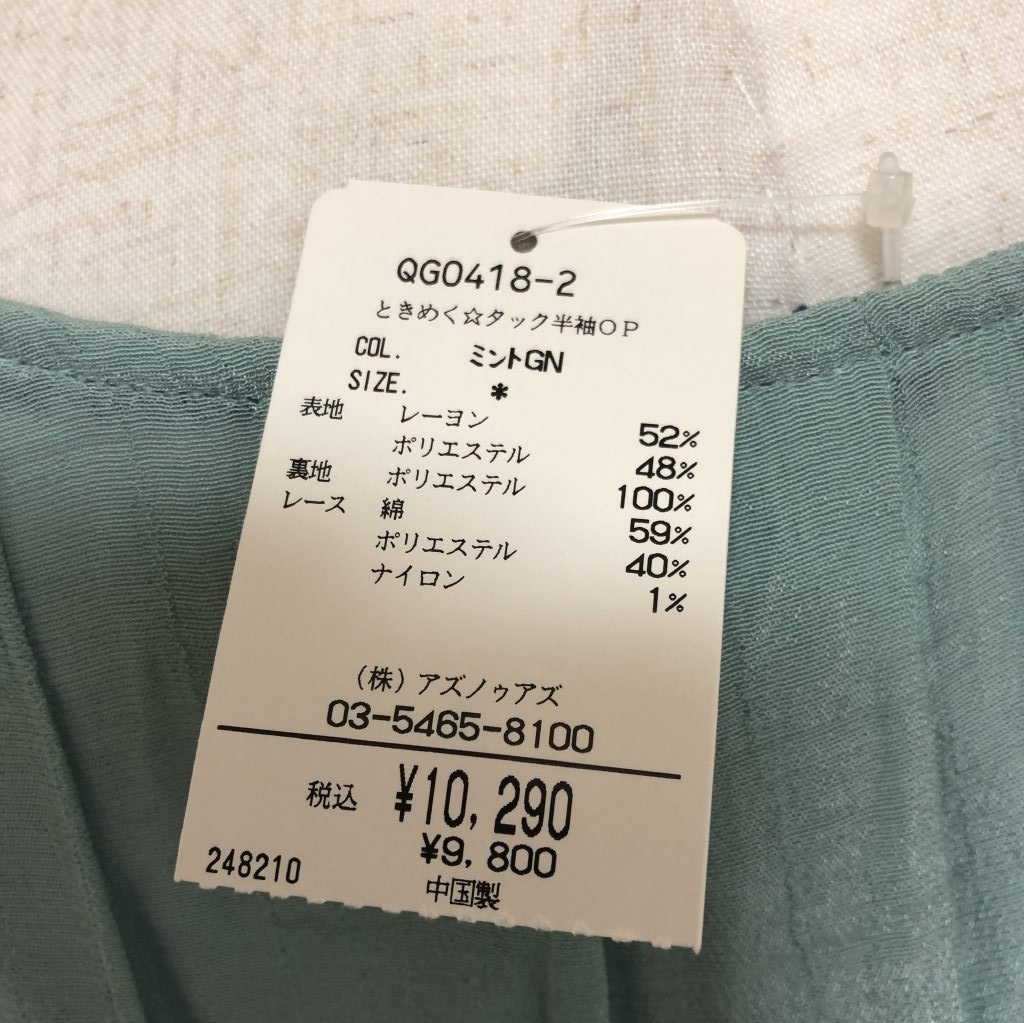 QG0418-2
ときめく☆タック半袖OP
COL. ミントGN
SIZE. *
表地 レーヨン 52%
ポリエステル 48%
裏地 ポリエステル 100%
レース 綿 59%
ポリエステル 40%
ナイロン 1%
(株)アズノゥアズ
03-5465-8100
税込 ¥10,290
¥9,800
248210 中国製